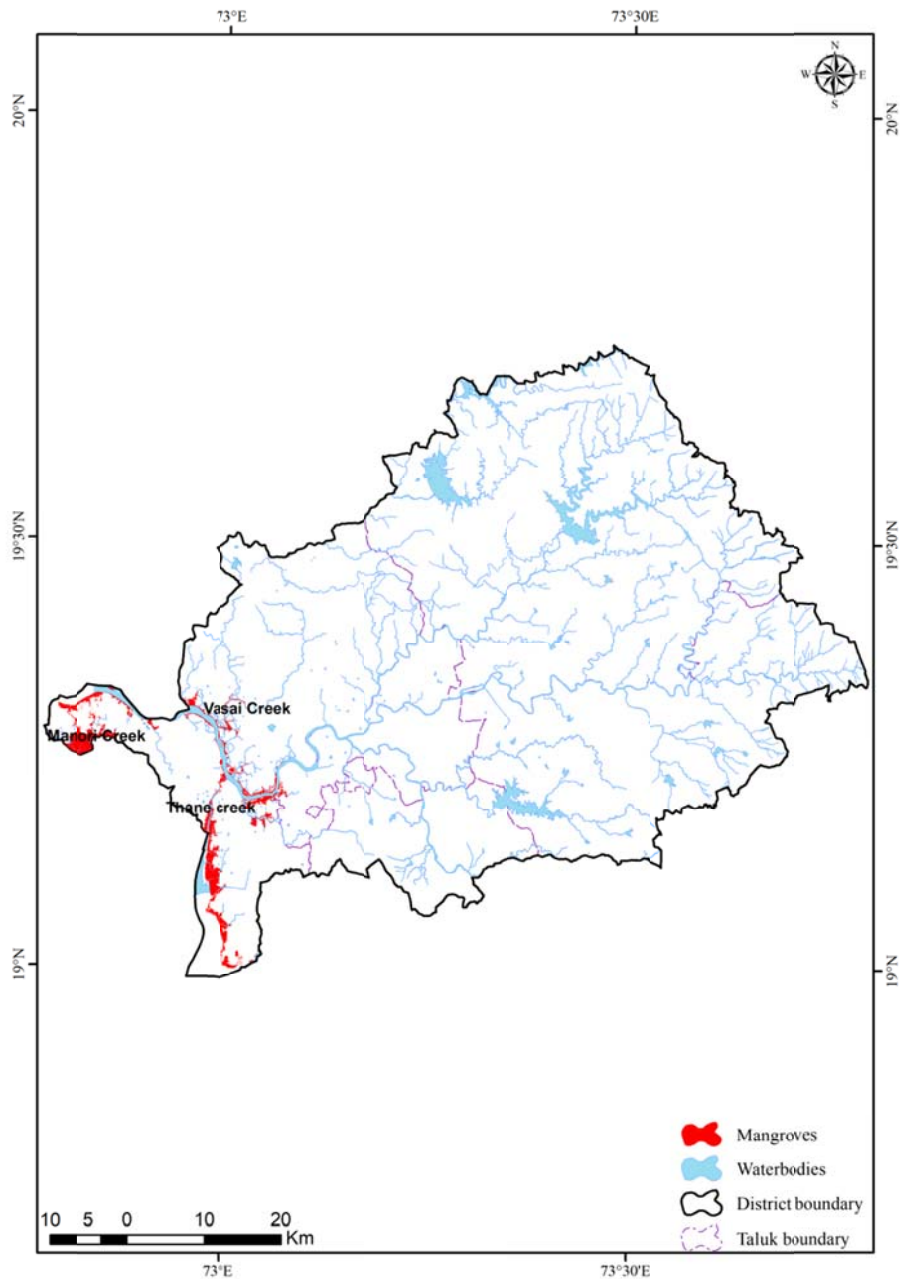 73°E 73°30'E
N
W E
S
20°N 20°N
19°30'N 19°30'N
Vasai Creek
Manori Creek
Thane creek
19°N 19°N
Mangroves
Waterbodies
District boundary
Taluk boundary
10 5 0 10 20
Km
73°E 73°30'E